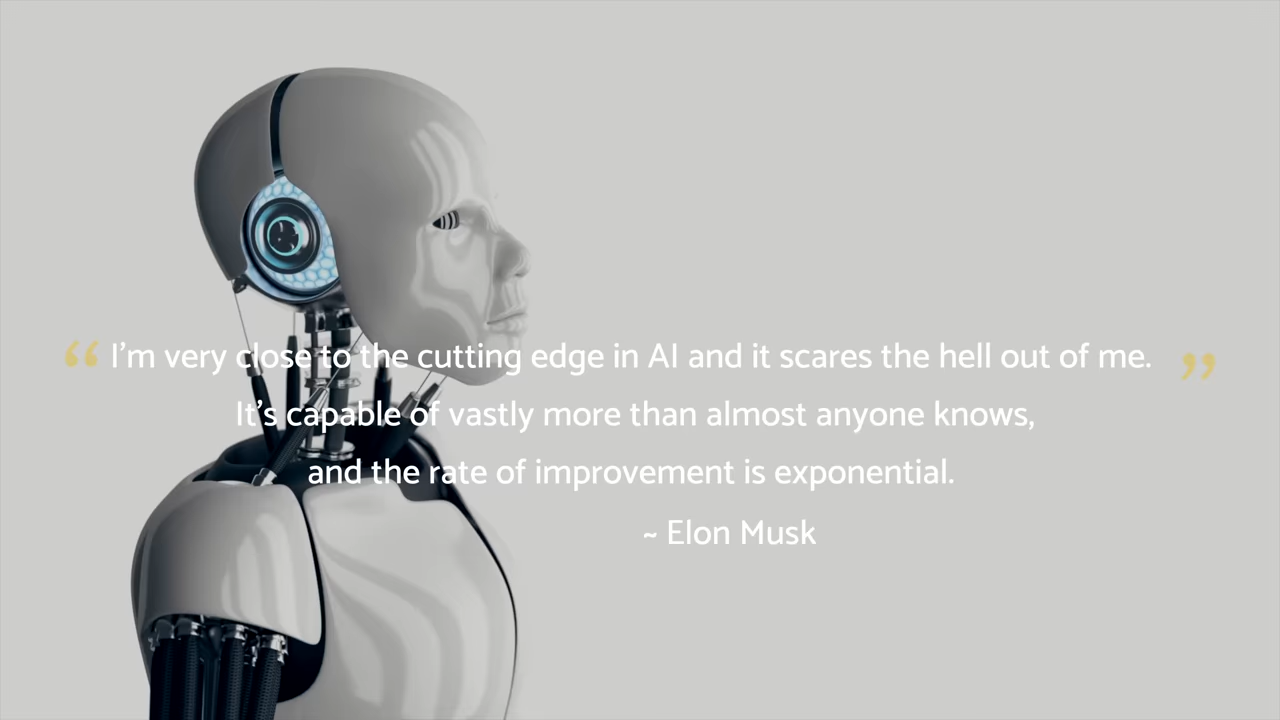 “ I’m very close to the cutting edge in AI and it scares the hell out of me. ”
It’s capable of vastly more than almost anyone knows,
and the rate of improvement is exponential.
~ Elon Musk